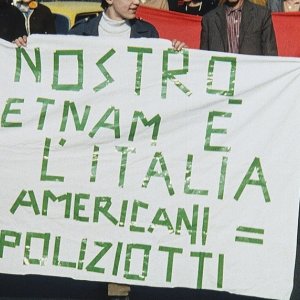 NOSTRO
ETNAM È
L'ITALIA
AMERICANI =
POLIZIOTTI